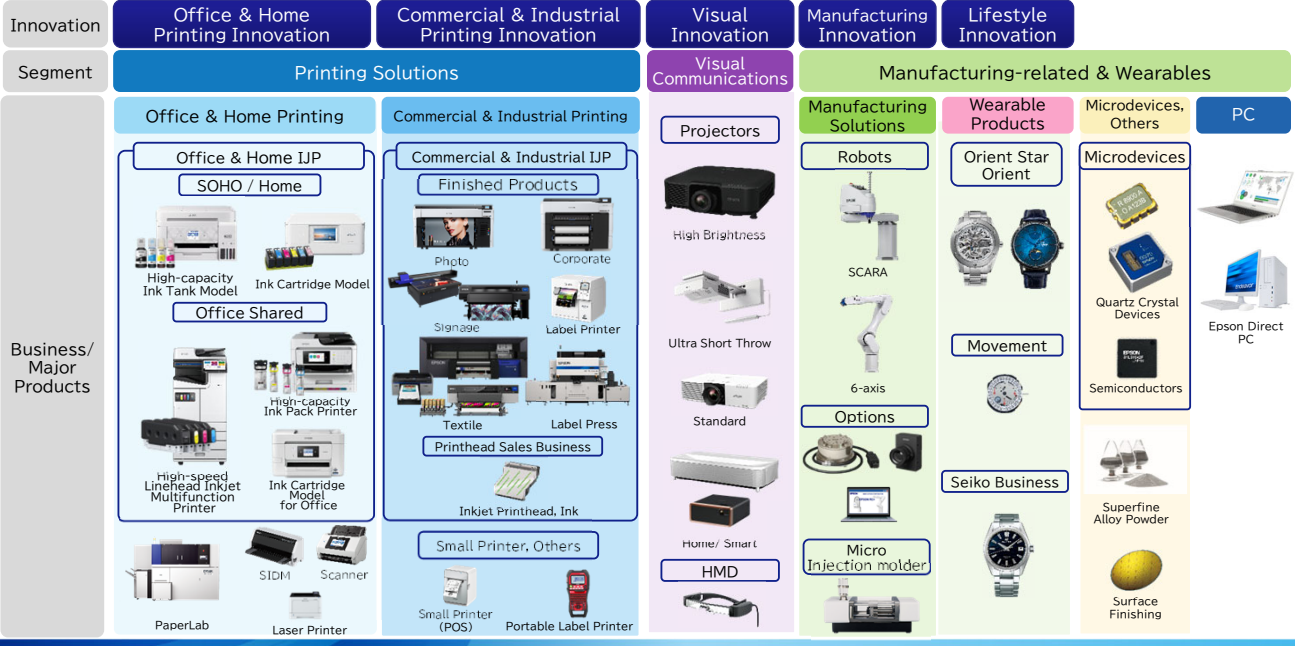 Innovation
Office & Home
Printing Innovation
Commercial & Industrial
Printing Innovation
Visual
Innovation
Manufacturing
Innovation
Lifestyle
Innovation
Segment
Printing Solutions
Visual
Communications
Manufacturing-related & Wearables
Business/
Major
Products
Office & Home Printing
Office & Home IJP
SOHO / Home
High-capacity
Ink Tank Model
Ink Cartridge Model
Office Shared
High-speed
Linehead Inkjet
Multifunction
Printer
High-capacity
Ink Pack Printer
Ink Cartridge
Model
for Office
PaperLab
SIDM
Scanner
Laser Printer
Commercial & Industrial Printing
Commercial & Industrial IJP
Finished Products
Photo
Corporate
Signage
Label Printer
Textile
Label Press
Printhead Sales Business
Inkjet Printhead, Ink
Small Printer, Others
Small Printer
(POS)
Portable Label Printer
Projectors
High Brightness
Ultra Short Throw
Standard
Home/ Smart
HMD
Manufacturing
Solutions
Robots
SCARA
6-axis
Options
Micro
Injection molder
Wearable
Products
Orient Star
Orient
Movement
Seiko Business
Microdevices,
Others
Microdevices
R 8900 A
Quartz Crystal
Devices
EPSON
Semiconductors
Superfine
Alloy Powder
Surface
Finishing
PC
Epson Direct
PC